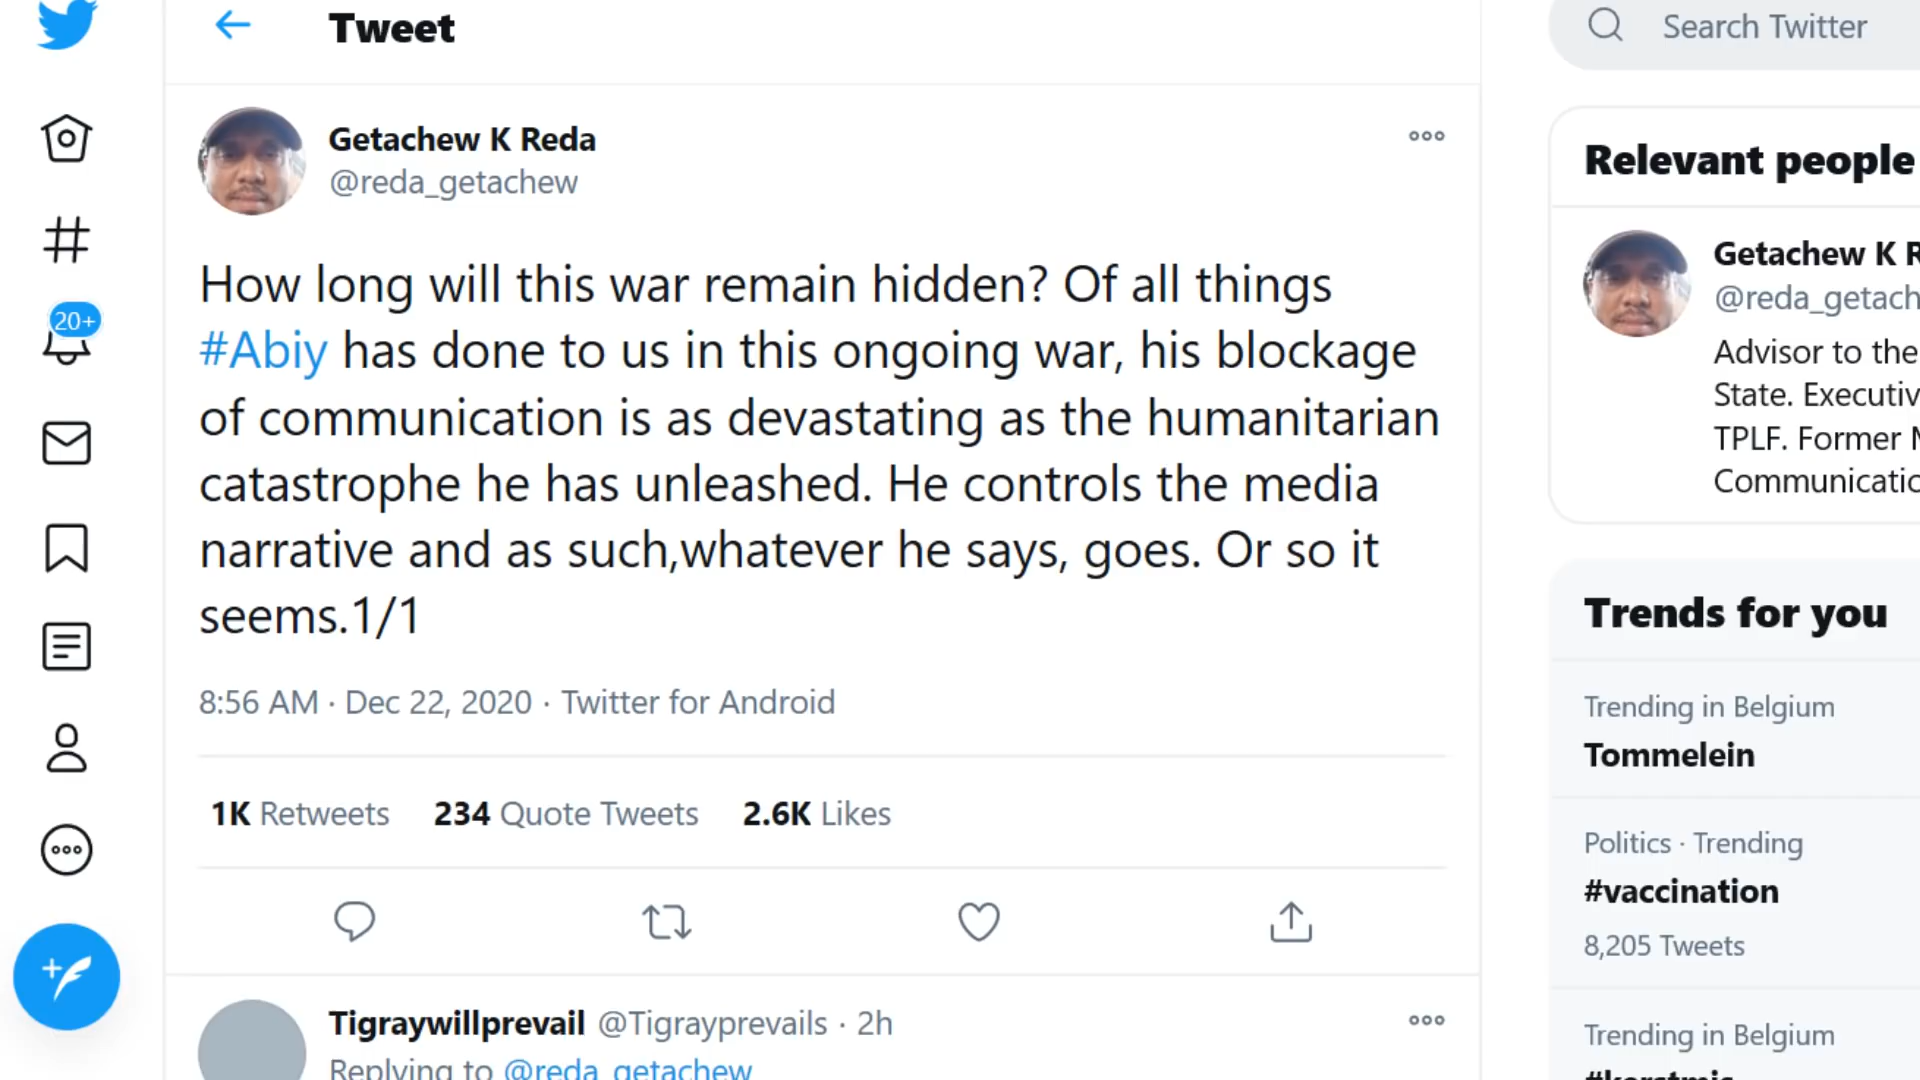 Tweet
Search Twitter
Getachew K Reda
@reda_getachew
How long will this war remain hidden? Of all things
#Abiy has done to us in this ongoing war, his blockage
of communication is as devastating as the humanitarian
catastrophe he has unleashed. He controls the media
narrative and as such,whatever he says, goes. Or so it
seems.1/1
8:56 AM · Dec 22, 2020 · Twitter for Android
1K Retweets 234 Quote Tweets 2.6K Likes
Tigraywillprevail @Tigrayprevails · 2h
Replying to @reda_getachew
20+
Relevant people
Getachew K R
@reda_getach
Advisor to the
State. Executiv
TPLF. Former M
Communicatio
Trends for you
Trending in Belgium
Tommelein
Politics · Trending
#vaccination
8,205 Tweets
Trending in Belgium
#kerstmis